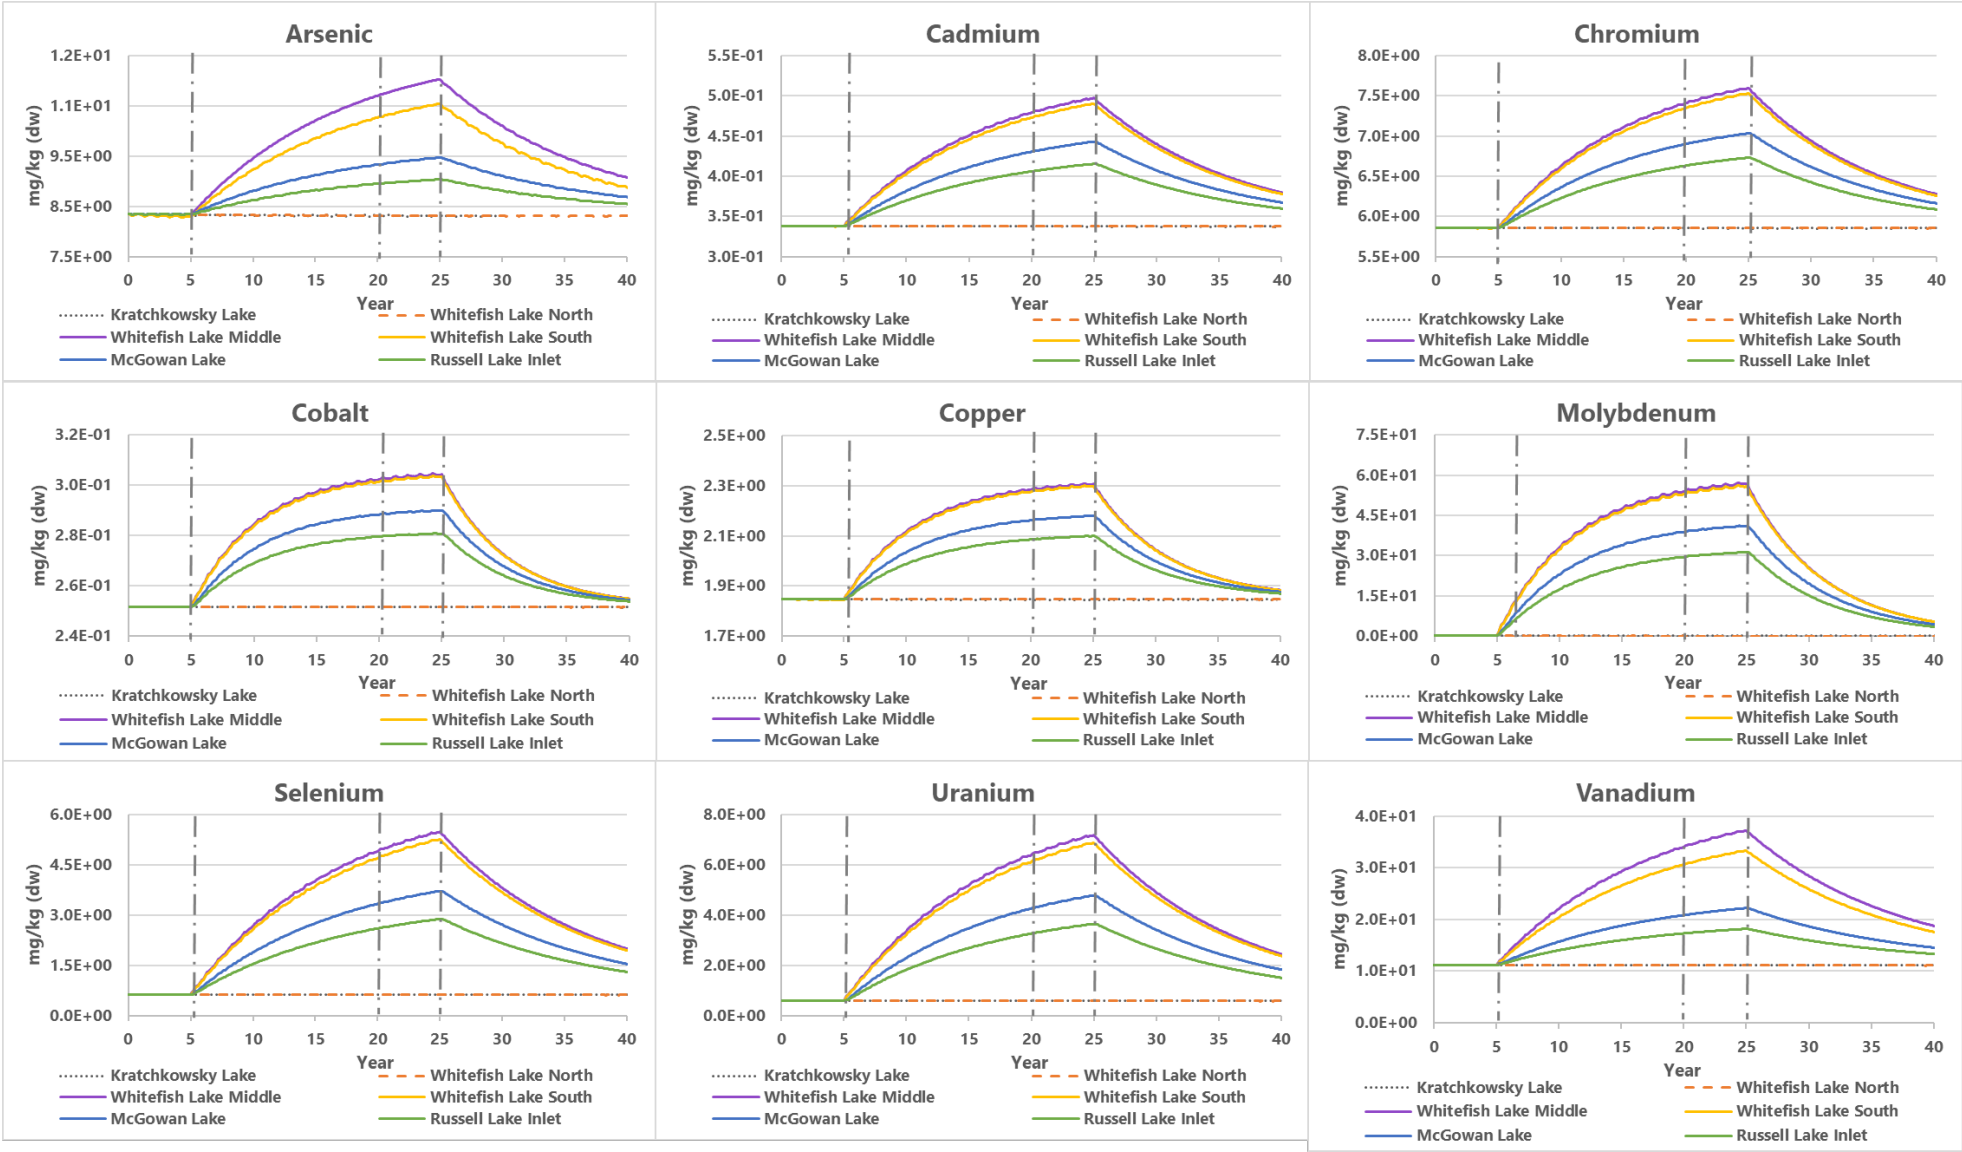 Arsenic
1.2E+01
1.1E+01
9.5E+00
8.5E+00
7.5E+00
mg/kg (dw)
0 5 10 15 20 25 30 35 40
Year
Kratchkowsky Lake Whitefish Lake North
Whitefish Lake Middle Whitefish Lake South
McGowan Lake Russell Lake Inlet
Cadmium
5.5E-01
5.0E-01
4.5E-01
4.0E-01
3.5E-01
3.0E-01
mg/kg (dw)
0 5 10 15 20 25 30 35 40
Year
Kratchkowsky Lake Whitefish Lake North
Whitefish Lake Middle Whitefish Lake South
McGowan Lake Russell Lake Inlet
Chromium
8.0E+00
7.5E+00
7.0E+00
6.5E+00
6.0E+00
5.5E+00
mg/kg (dw)
0 5 10 15 20 25 30 35 40
Year
Kratchkowsky Lake Whitefish Lake North
Whitefish Lake Middle Whitefish Lake South
McGowan Lake Russell Lake Inlet
Cobalt
3.2E-01
3.0E-01
2.8E-01
2.6E-01
2.4E-01
mg/kg (dw)
0 5 10 15 20 25 30 35 40
Year
Kratchkowsky Lake Whitefish Lake North
Whitefish Lake Middle Whitefish Lake South
McGowan Lake Russell Lake Inlet
Copper
2.5E+00
2.3E+00
2.1E+00
1.9E+00
1.7E+00
mg/kg (dw)
0 5 10 15 20 25 30 35 40
Year
Kratchkowsky Lake Whitefish Lake North
Whitefish Lake Middle Whitefish Lake South
McGowan Lake Russell Lake Inlet
Molybdenum
7.5E+01
6.0E+01
4.5E+01
3.0E+01
1.5E+01
0.0E+00
mg/kg (dw)
0 5 10 15 20 25 30 35 40
Year
Kratchkowsky Lake Whitefish Lake North
Whitefish Lake Middle Whitefish Lake South
McGowan Lake Russell Lake Inlet
Selenium
6.0E+00
4.5E+00
3.0E+00
1.5E+00
0.0E+00
mg/kg (dw)
0 5 10 15 20 25 30 35 40
Year
Kratchkowsky Lake Whitefish Lake North
Whitefish Lake Middle Whitefish Lake South
McGowan Lake Russell Lake Inlet
Uranium
8.0E+00
6.0E+00
4.0E+00
2.0E+00
0.0E+00
mg/kg (dw)
0 5 10 15 20 25 30 35 40
Year
Kratchkowsky Lake Whitefish Lake North
Whitefish Lake Middle Whitefish Lake South
McGowan Lake Russell Lake Inlet
Vanadium
4.0E+01
3.0E+01
2.0E+01
1.0E+01
0.0E+00
mg/kg (dw)
0 5 10 15 20 25 30 35 40
Year
Kratchkowsky Lake Whitefish Lake North
Whitefish Lake Middle Whitefish Lake South
McGowan Lake Russell Lake Inlet